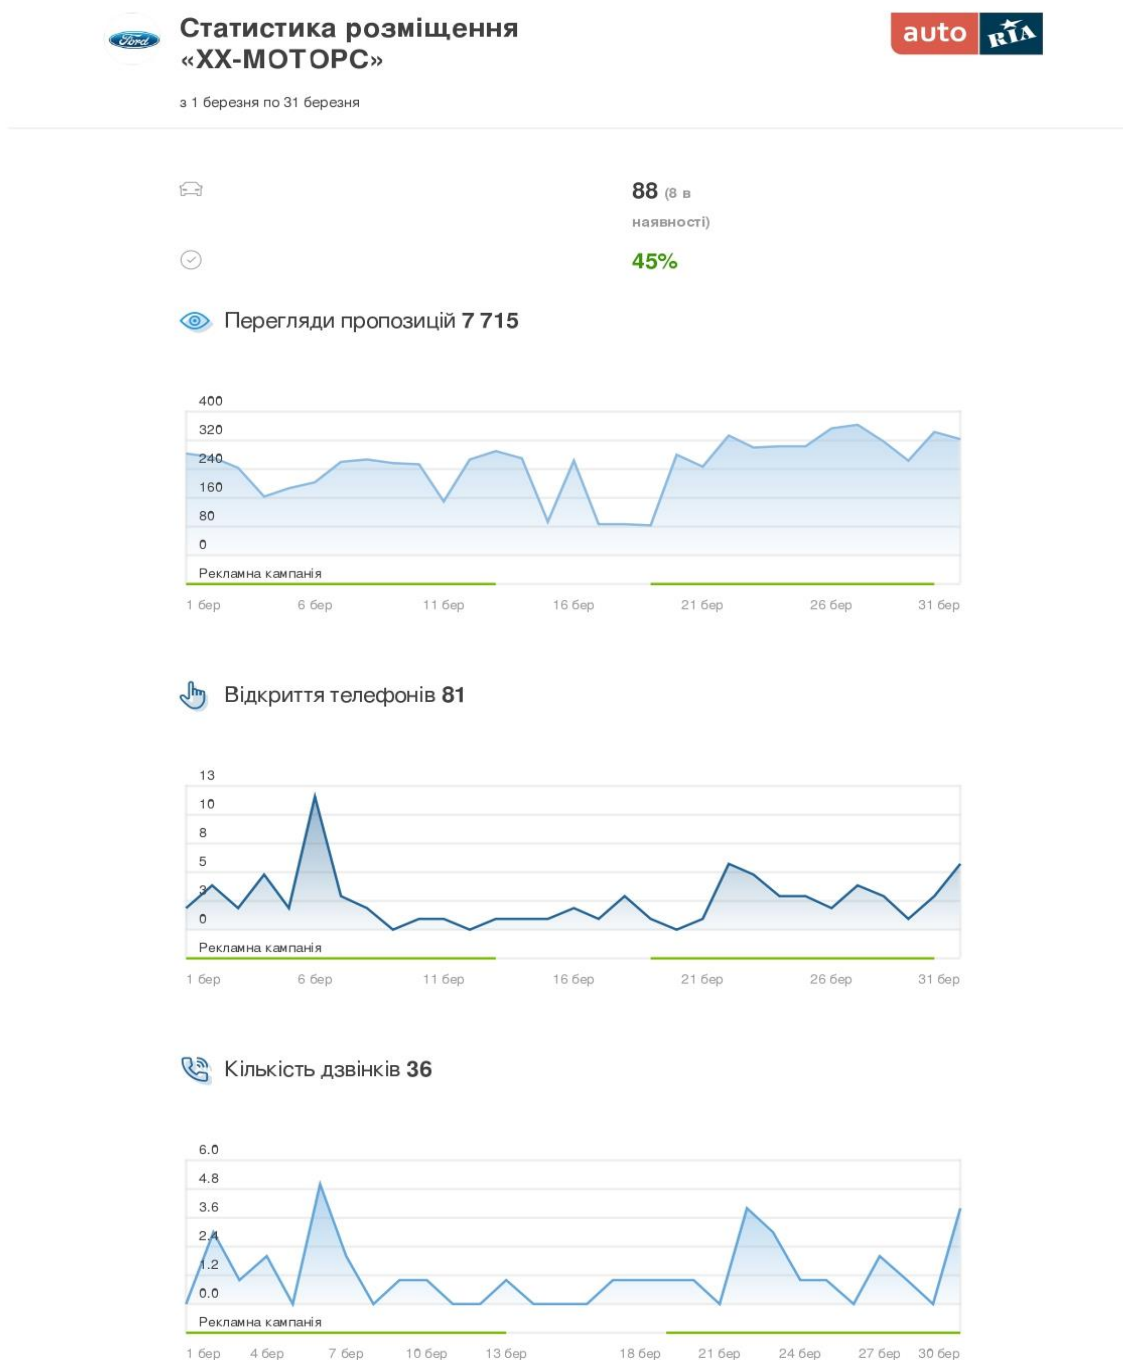 Ford
Статистика розміщення
«ХХ-МОТОРС»
auto RIA
з 1 березня по 31 березня
88 (8 в
наявності)
45%
Перегляди пропозицій 7 715
400
320
240
160
80
0
Рекламна кампанія
1 бер 6 бер 11 бер 16 бер 21 бер 26 бер 31 бер
Відкриття телефонів 81
13
10
8
5
3
0
Рекламна кампанія
1 бер 6 бер 11 бер 16 бер 21 бер 26 бер 31 бер
Кількість дзвінків 36
6.0
4.8
3.6
2.4
1.2
0.0
Рекламна кампанія
1 бер 4 бер 7 бер 10 бер 13 бер 18 бер 21 бер 24 бер 27 бер 30 бер